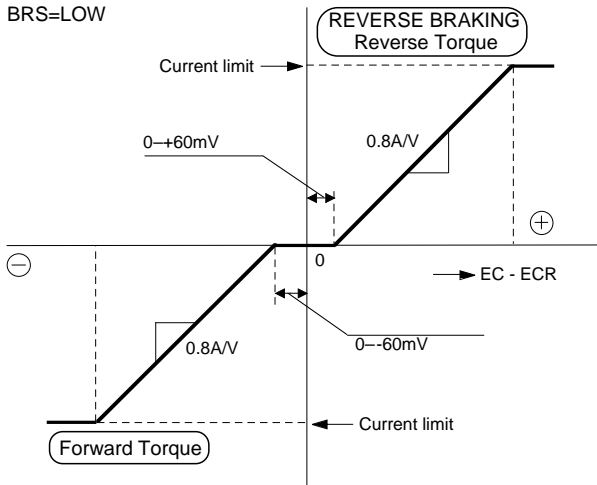 BRS=LOW
REVERSE BRAKING
Reverse Torque
Current limit
0–+60mV
0.8A/V
+
−
0
EC - ECR
0.8A/V
0–-60mV
Current limit
Forward Torque